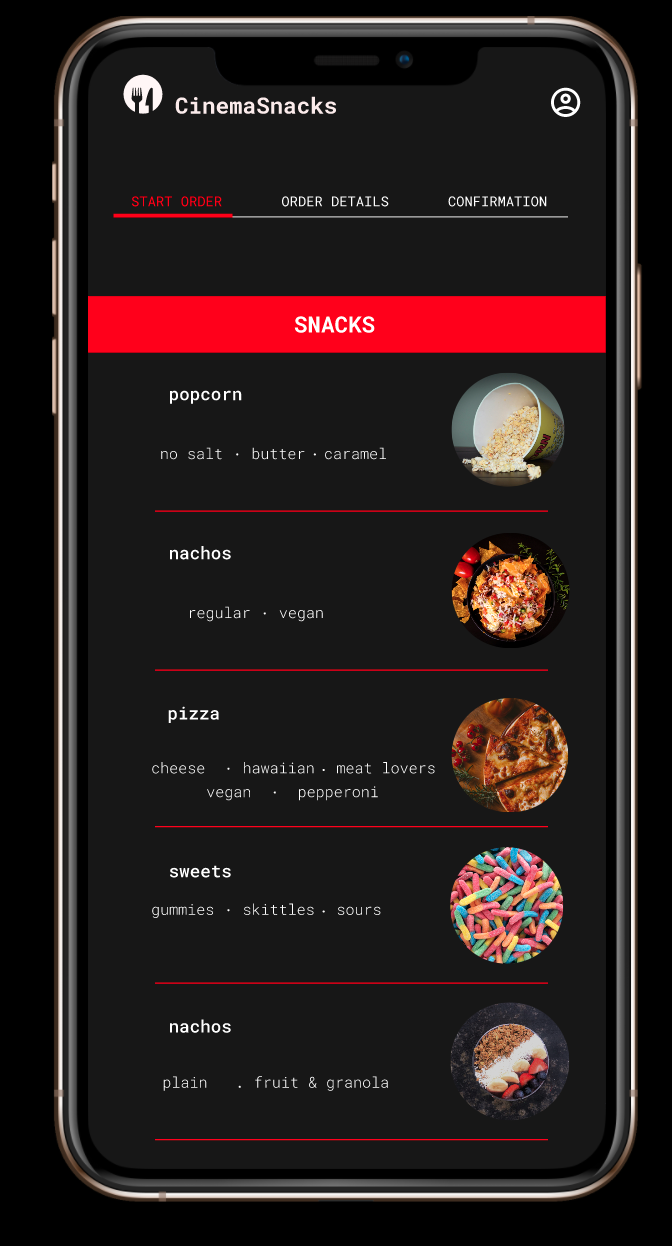 CinemaSnacks
START ORDER ORDER DETAILS CONFIRMATION
SNACKS
popcorn
no salt · butter · caramel
nachos
regular · vegan
pizza
cheese · hawaiian · meat lovers
vegan · pepperoni
sweets
gummies · skittles · sours
nachos
plain . fruit & granola